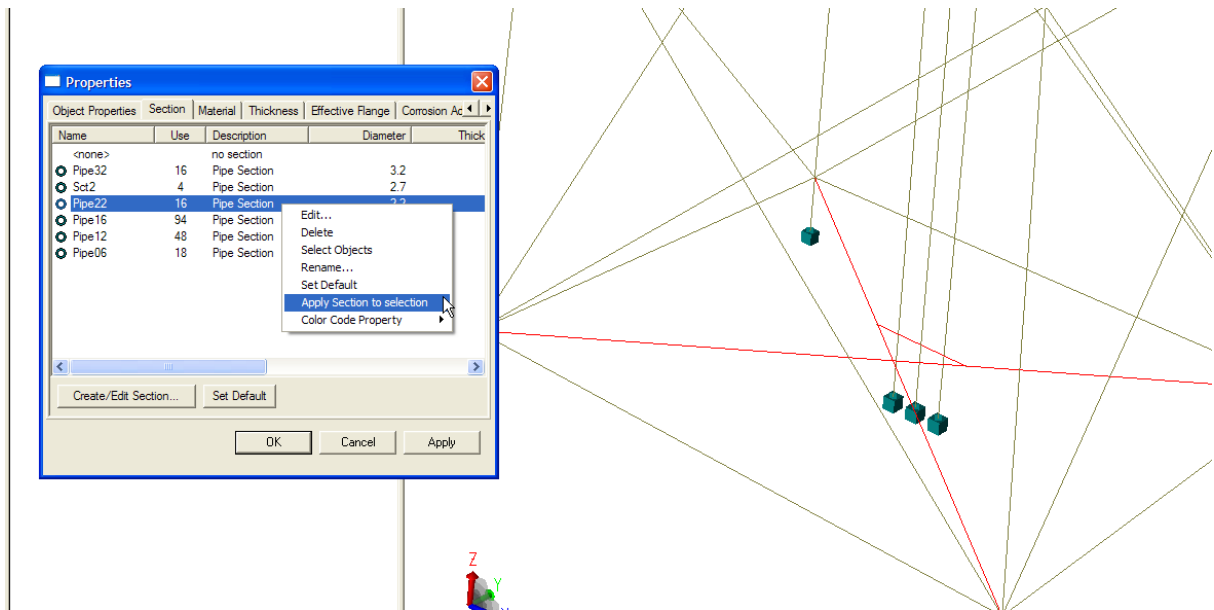 Properties
Object Properties Section Material Thickness Effective Flange Corrosion Ac
Name Use Description Diameter Thick
<none> no section
Pipe32 16 Pipe Section 3.2
Sct2 4 Pipe Section 2.7
Pipe22 16 Pipe Section 2.2
Pipe16 94 Pipe Section
Pipe12 48 Pipe Section
Pipe06 18 Pipe Section
Edit...
Delete
Select Objects
Rename...
Set Default
Apply Section to selection
Color Code Property
Create/Edit Section... Set Default
OK Cancel Apply
Z
Y